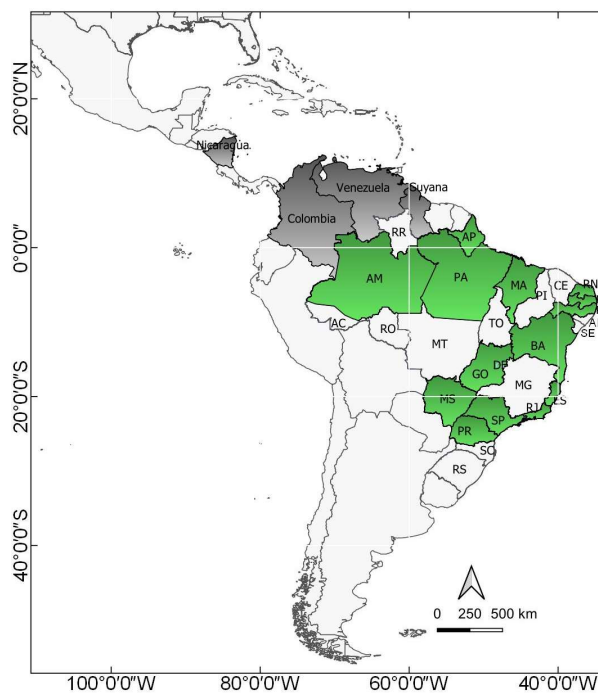 20°0'0"N
Nicaragua
Venezuela
Suyana
Colombia
RR
AP
0°0'0"
AM
PA
MA
CE
RN
PI
AC
RO
TO
SE
MT
BA
DF
GO
MG
20°0'0"S
MS
ES
RJ
SP
PR
SC
RS
40°0'0"S
0 250 500 km
100°0'0"W 80°0'0"W 60°0'0"W 40°0'0"W